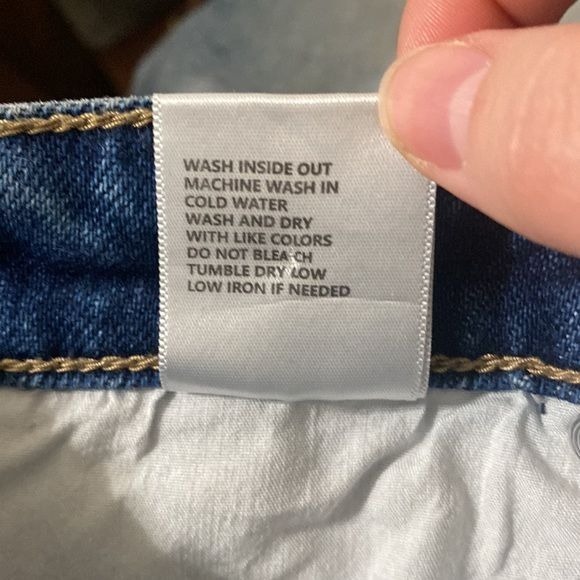 WASH INSIDE OUT
MACHINE WASH IN
COLD WATER
WASH AND DRY
WITH LIKE COLORS
DO NOT BLEACH
TUMBLE DRY LOW
LOW IRON IF NEEDED